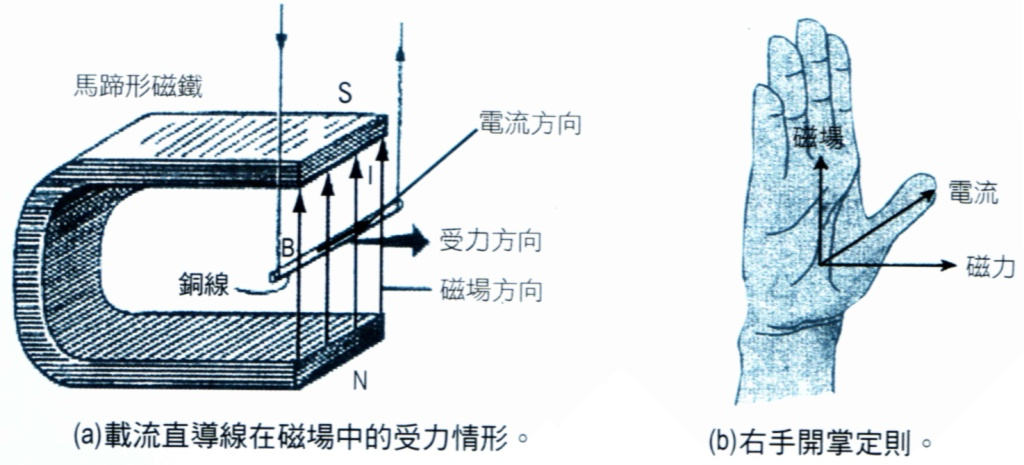 馬蹄形磁鐵
S
電流方向
I
B
受力方向
銅線
磁場方向
N
(a)載流直導線在磁場中的受力情形。
磁場
電流
磁力
(b)右手開掌定則。